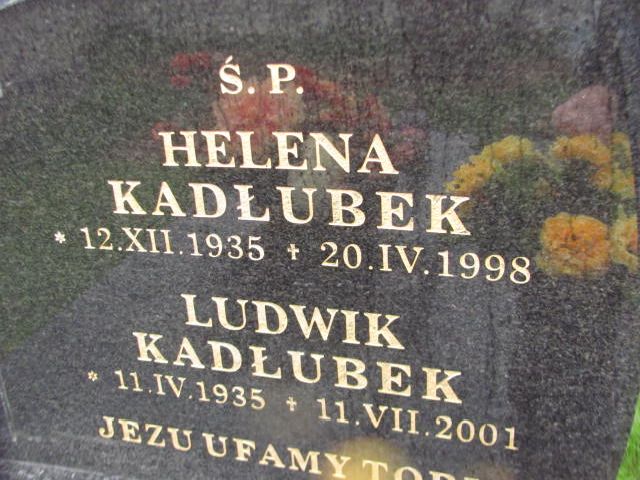 Ś. P.
HELENA
KADŁUBEK
* 12.XII.1935 + 20.IV.1998
LUDWIK
KADŁUBEK
* 11.IV.1935 + 11.VII.2001
JEZU UFAMY